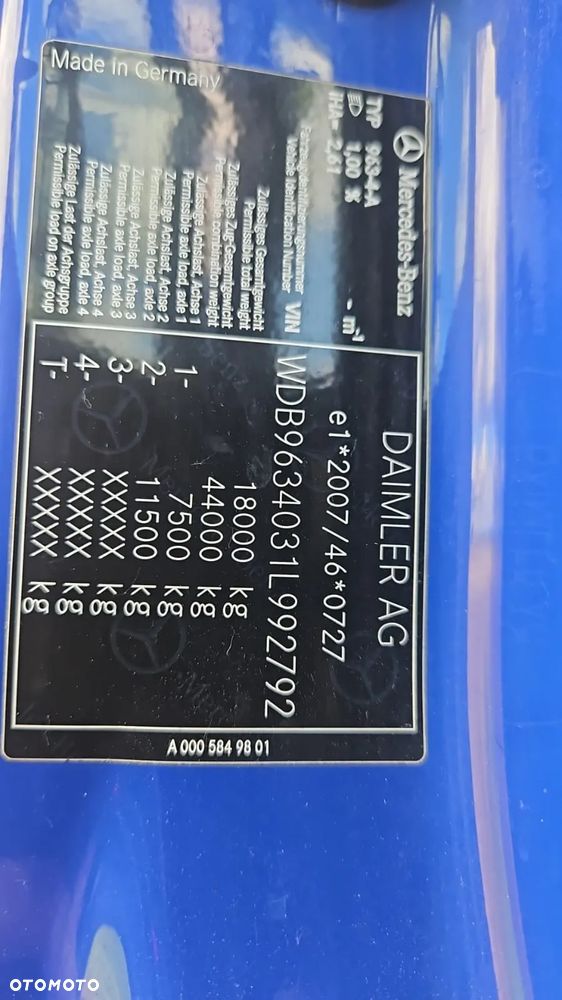 Mercedes-Benz
TYP 963-4-A
1,00 % - m⁻¹
IHA= 2,61
DAIMLER AG
e1*2007/46*0727
Fahrzeugidentifizierungsnummer
Vehicle Identification Number VIN WDB9634031L992792
Zulässiges Gesamtgewicht
Permissible total weight 18000 kg
Zulässiges Zug-Gesamtgewicht
Permissible combination weight 44000 kg
Zulässige Achslast, Achse 1
Permissible axle load, axle 1 1- 7500 kg
Zulässige Achslast, Achse 2
Permissible axle load, axle 2 2- 11500 kg
Zulässige Achslast, Achse 3
Permissible axle load, axle 3 3- XXXXX kg
Zulässige Achslast, Achse 4
Permissible axle load, axle 4 4- XXXXX kg
Zulässige Last der Achsgruppe
Permissible load on axle group T- XXXXX kg
Made in Germany
A 000 584 98 01
OTOMOTO